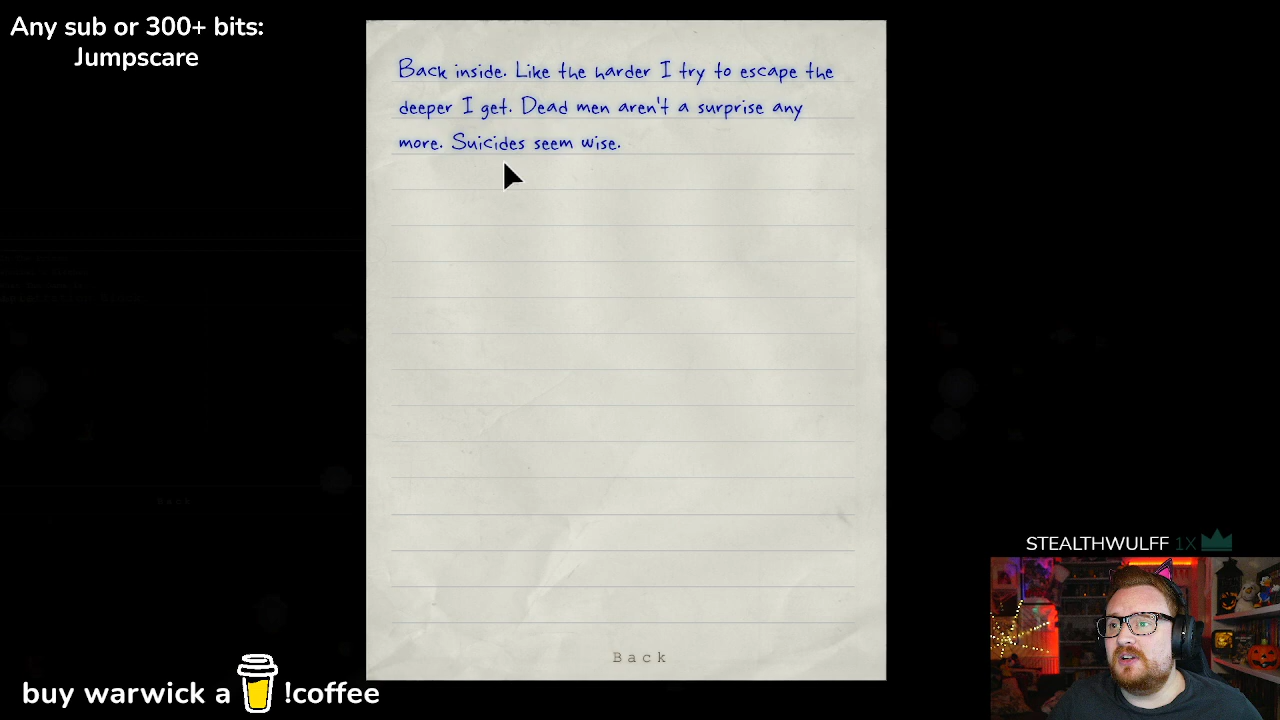 Any sub or 300+ bits:
Jumpscare
Back inside. Like the harder I try to escape the
deeper I get. Dead men aren't a surprise any
more. Suicides seem wise.
Back
STEALTHWULFF 1X
buy warwick a !coffee